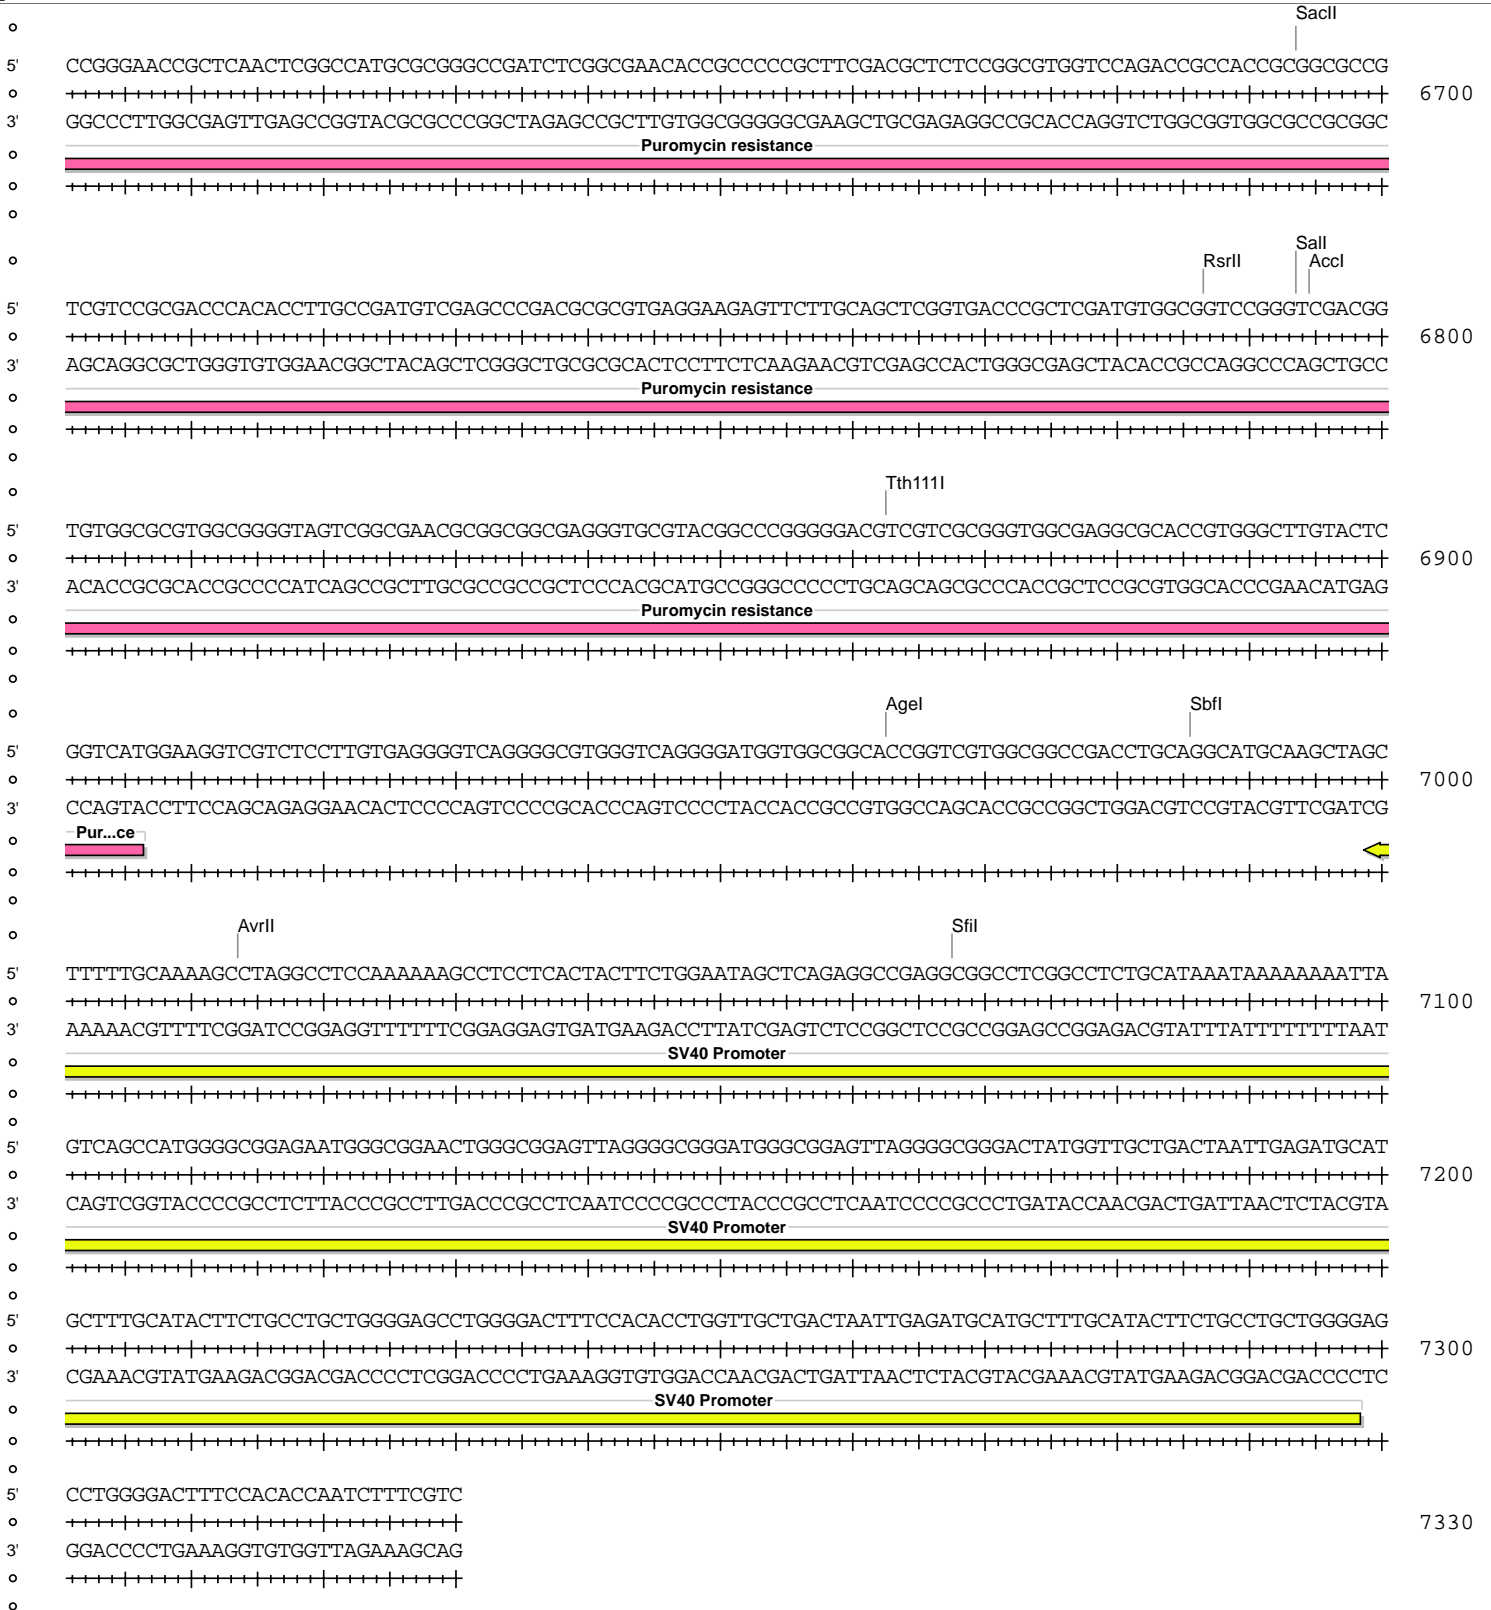 SacII
5' CCGGGAACCGCTCAACTCGGCCATGCGCGGGCCGATCTCGGCGAACACCGCCCCCGCTTCGACGCTCTCCGGCGTGGTCCAGACCGCCACCGCGGCGCCG
6700
3' GGCCCTTGGCGAGTTGAGCCGGTACGCGCCCGGCTAGAGCCGCTTGTGGCGGGGGCGAAGCTGCGAGAGGCCGCACCAGGTCTGGCGGTGGCGCCGCGGC
Puromycin resistance
SalI
RsrII AccI
5' TCGTCCGCGACCCACACCTTGCCGATGTCGAGCCCGACGCGCGTGAGGAAGAGTTCTTGCAGCTCGGTGACCCGCTCGATGTGGCGGTCCGGGTCGACGG
6800
3' AGCAGGCGCTGGGTGTGGAACGGCTACAGCTCGGGCTGCGCGCACTCCTTCTCAAGAACGTCGAGCCACTGGGCGAGCTACACCGCCAGGCCCAGCTGCC
Puromycin resistance
Tth111I
5' TGTGGCGCGTGGCGGGGTAGTCGGCGAACGCGGCGGCGAGGGTGCGTACGGCCCGGGGGACGTCGTCGCGGGTGGCGAGGCGCACCGTGGGCTTGTACTC
6900
3' ACACCGCGCACCGCCCCATCAGCCGCTTGCGCCGCCGCTCCCACGCATGCCGGGCCCCCTGCAGCAGCGCCCACCGCTCCGCGTGGCACCCGAACATGAG
Puromycin resistance
AgeI SbfI
5' GGTCATGGAAGGTCGTCTCCTTGTGAGGGGTCAGGGGCGTGGGTCAGGGGATGGTGGCGGCACCGGTCGTGGCGGCCGACCTGCAGGCATGCAAGCTAGC
7000
3' CCAGTACCTTCCAGCAGAGGAACACTCCCCAGTCCCCGCACCCAGTCCCCTACCACCGCCGTGGCCAGCACCGCCGGCTGGACGTCCGTACGTTCGATCG
Pur...ce
AvrII SfiI
5' TTTTTGCAAAAGCCTAGGCCTCCAAAAAAGCCTCCTCACTACTTCTGGAATAGCTCAGAGGCCGAGGCGGCCTCGGCCTCTGCATAAATAAAAAAAATTA
7100
3' AAAAACGTTTTCGGATCCGGAGGTTTTTTCGGAGGAGTGATGAAGACCTTATCGAGTCTCCGGCTCCGCCGGAGCCGGAGACGTATTTATTTTTTTTAAT
SV40 Promoter
5' GTCAGCCATGGGGCGGAGAATGGGCGGAACTGGGCGGAGTTAGGGGCGGGATGGGCGGAGTTAGGGGCGGGACTATGGTTGCTGACTAATTGAGATGCAT
7200
3' CAGTCGGTACCCCGCCTCTTACCCGCCTTGACCCGCCTCAATCCCCGCCCTACCCGCCTCAATCCCCGCCCTGATACCAACGACTGATTAACTCTACGTA
SV40 Promoter
5' GCTTTGCATACTTCTGCCTGCTGGGGAGCCTGGGGACTTTCCACACCTGGTTGCTGACTAATTGAGATGCATGCTTTGCATACTTCTGCCTGCTGGGGAG
7300
3' CGAAACGTATGAAGACGGACGACCCCTCGGACCCCTGAAAGGTGTGGACCAACGACTGATTAACTCTACGTACGAAACGTATGAAGACGGACGACCCCTC
SV40 Promoter
5' CCTGGGGACTTTCCACACCAATCTTTCGTC
7330
3' GGACCCCTGAAAGGTGTGGTTAGAAAGCAG